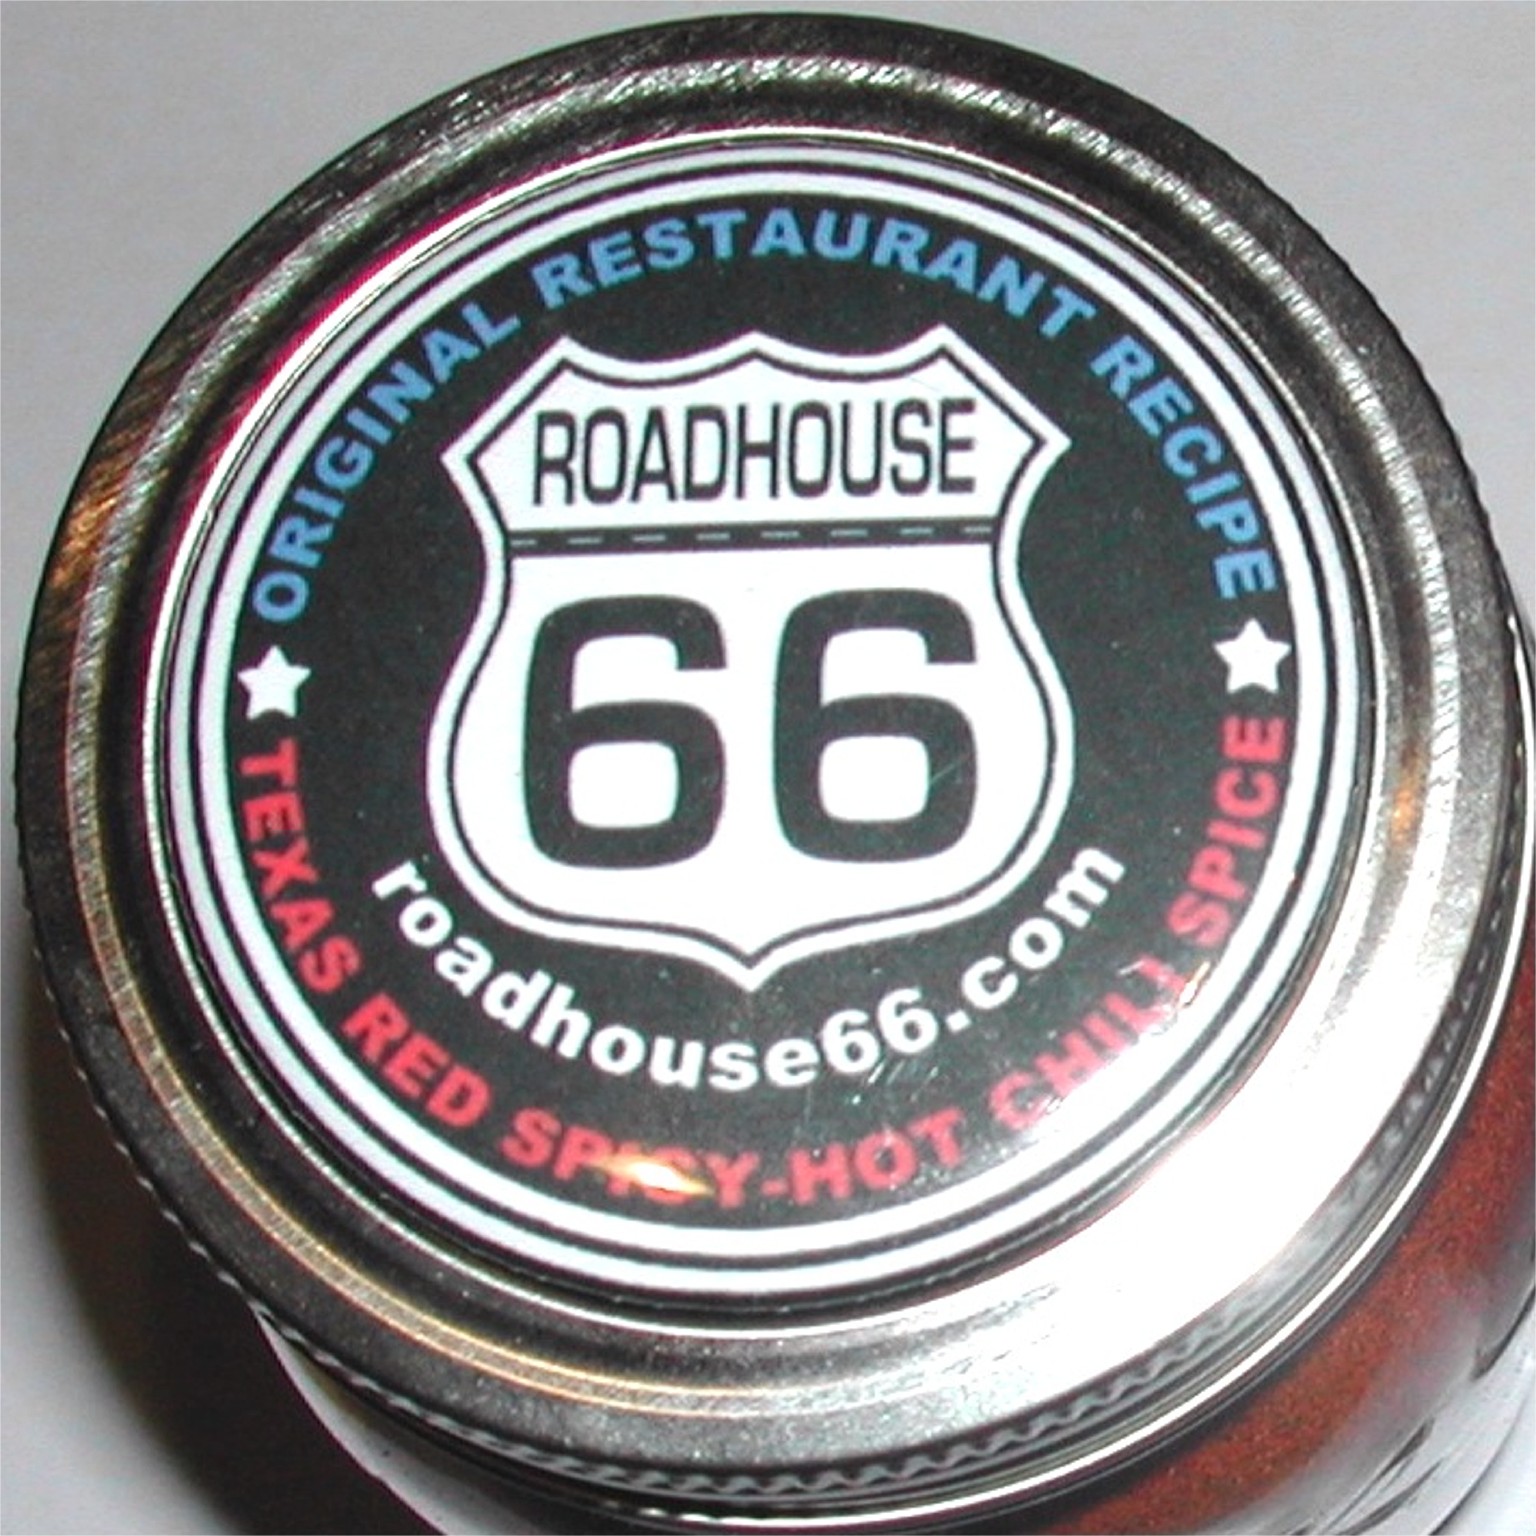 ORIGINAL RESTAURANT RECIPE
ROADHOUSE
66
roadhouse66.com
TEXAS RED SPICY-HOT CHILI SPICE